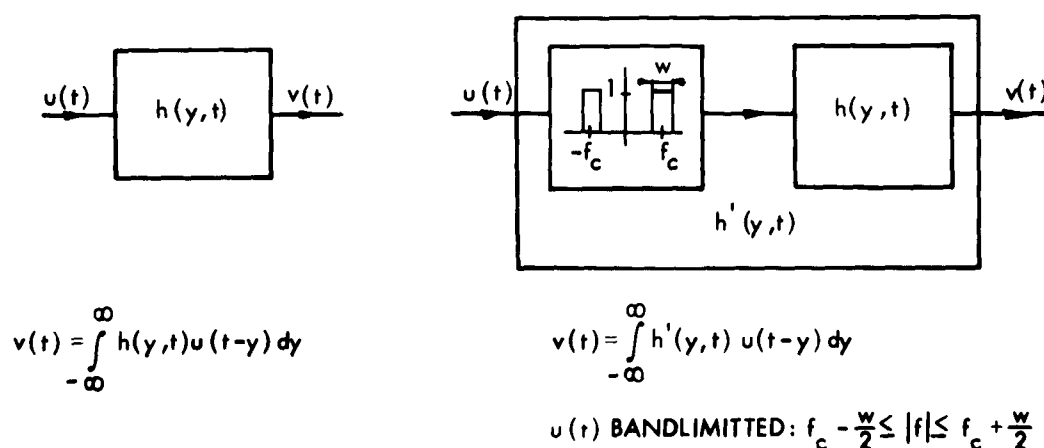 u(t)
h(y,t)
v(t)
u(t)
1
w
-f_c
f_c
h(y,t)
v(t)
h'(y,t)
v(t) = ∫_{-∞}^{∞} h(y,t)u(t-y) dy
v(t) = ∫_{-∞}^{∞} h'(y,t) u(t-y) dy
u(t) BANDLIMITTED: f_c - w/2 ≤ |f| ≤ f_c + w/2